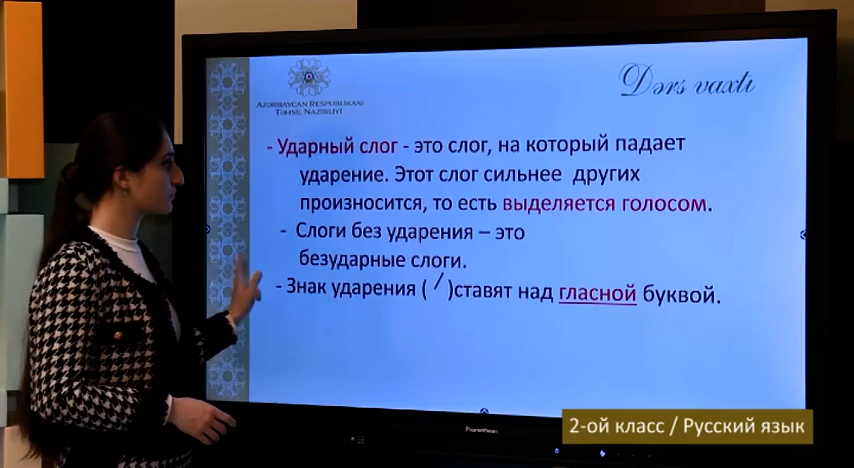 AZƏRBAYCAN RESPUBLİKASI
TƏHSİL NAZİRLİYİ
Dərs vaxtı
- Ударный слог - это слог, на который падает
ударение. Этот слог сильнее других
произносится, то есть выделяется голосом.
- Слоги без ударения – это
безударные слоги.
- Знак ударения ( ⁄ )ставят над гласной буквой.
Promethean
2-ой класс / Русский язык